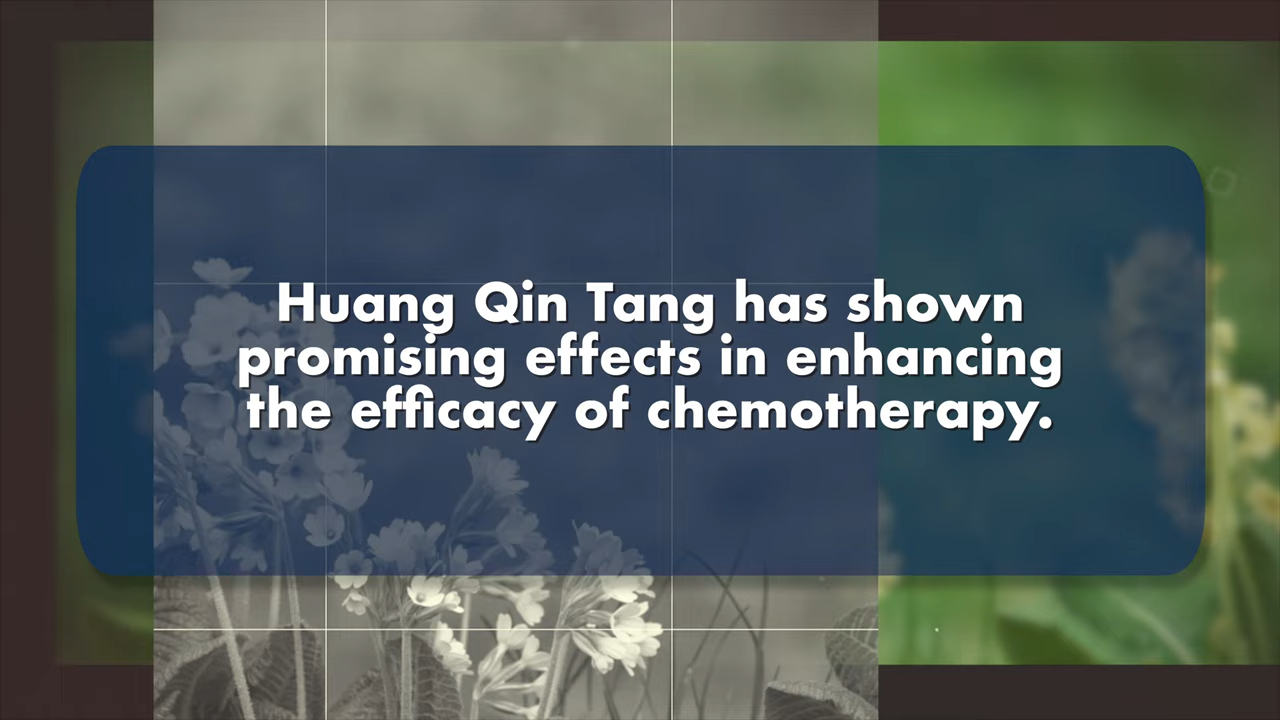 Huang Qin Tang has shown
promising effects in enhancing
the efficacy of chemotherapy.